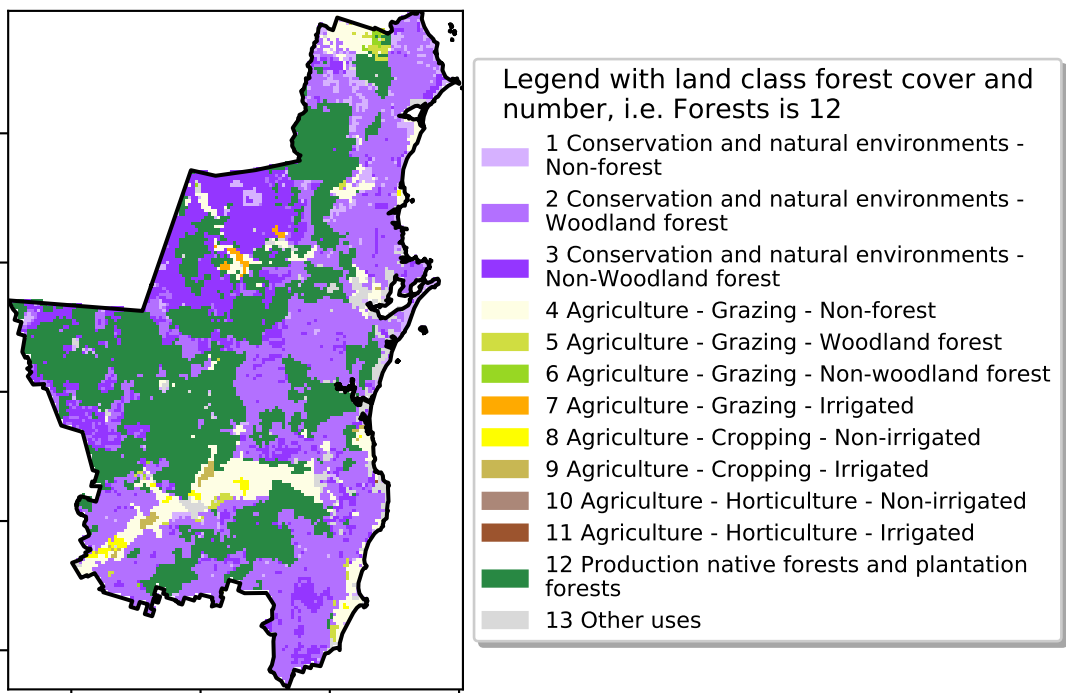 Legend with land class forest cover and
number, i.e. Forests is 12
1 Conservation and natural environments -
Non-forest
2 Conservation and natural environments -
Woodland forest
3 Conservation and natural environments -
Non-Woodland forest
4 Agriculture - Grazing - Non-forest
5 Agriculture - Grazing - Woodland forest
6 Agriculture - Grazing - Non-woodland forest
7 Agriculture - Grazing - Irrigated
8 Agriculture - Cropping - Non-irrigated
9 Agriculture - Cropping - Irrigated
10 Agriculture - Horticulture - Non-irrigated
11 Agriculture - Horticulture - Irrigated
12 Production native forests and plantation
forests
13 Other uses